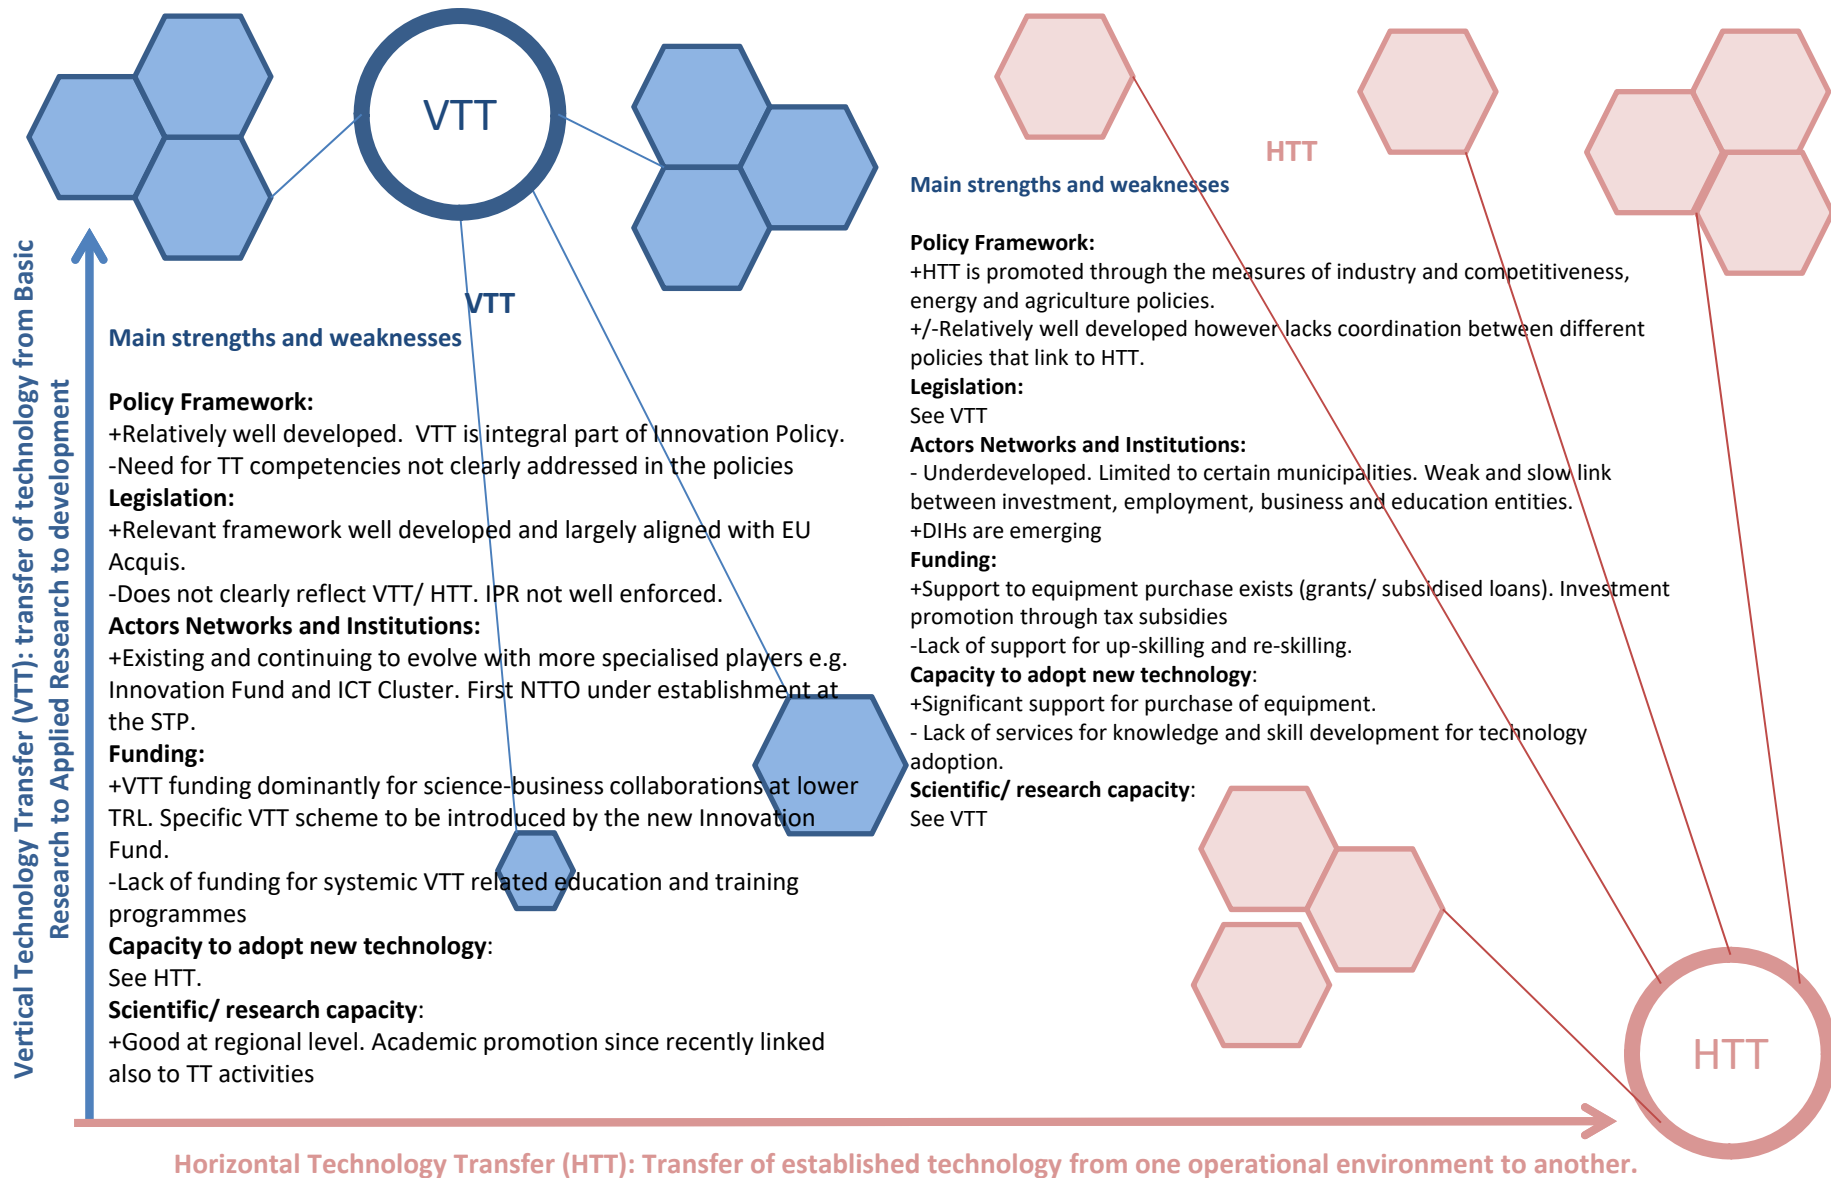 VTT
VTT
Main strengths and weaknesses
Policy Framework:
+Relatively well developed.  VTT is integral part of Innovation Policy.
-Need for TT competencies not clearly addressed in the policies
Legislation:
+Relevant framework well developed and largely aligned with EU
Acquis.
-Does not clearly reflect VTT/ HTT. IPR not well enforced.
Actors Networks and Institutions:
+Existing and continuing to evolve with more specialised players e.g.
Innovation Fund and ICT Cluster. First NTTO under establishment at
the STP.
Funding:
+VTT funding dominantly for science-business collaborations at lower
TRL. Specific VTT scheme to be introduced by the new Innovation
Fund.
-Lack of funding for systemic VTT related education and training
programmes
Capacity to adopt new technology:
See HTT.
Scientific/ research capacity:
+Good at regional level. Academic promotion since recently linked
also to TT activities
Vertical Technology Transfer (VTT): transfer of technology from Basic
Research to Applied Research to development
HTT
Main strengths and weaknesses
Policy Framework:
+HTT is promoted through the measures of industry and competitiveness,
energy and agriculture policies.
+/-Relatively well developed however lacks coordination between different
policies that link to HTT.
Legislation:
See VTT
Actors Networks and Institutions:
- Underdeveloped. Limited to certain municipalities. Weak and slow link
between investment, employment, business and education entities.
+DIHs are emerging
Funding:
+Support to equipment purchase exists (grants/ subsidised loans). Investment
promotion through tax subsidies
-Lack of support for up-skilling and re-skilling.
Capacity to adopt new technology:
+Significant support for purchase of equipment.
- Lack of services for knowledge and skill development for technology
adoption.
Scientific/ research capacity:
See VTT
HTT
Horizontal Technology Transfer (HTT): Transfer of established technology from one operational environment to another.